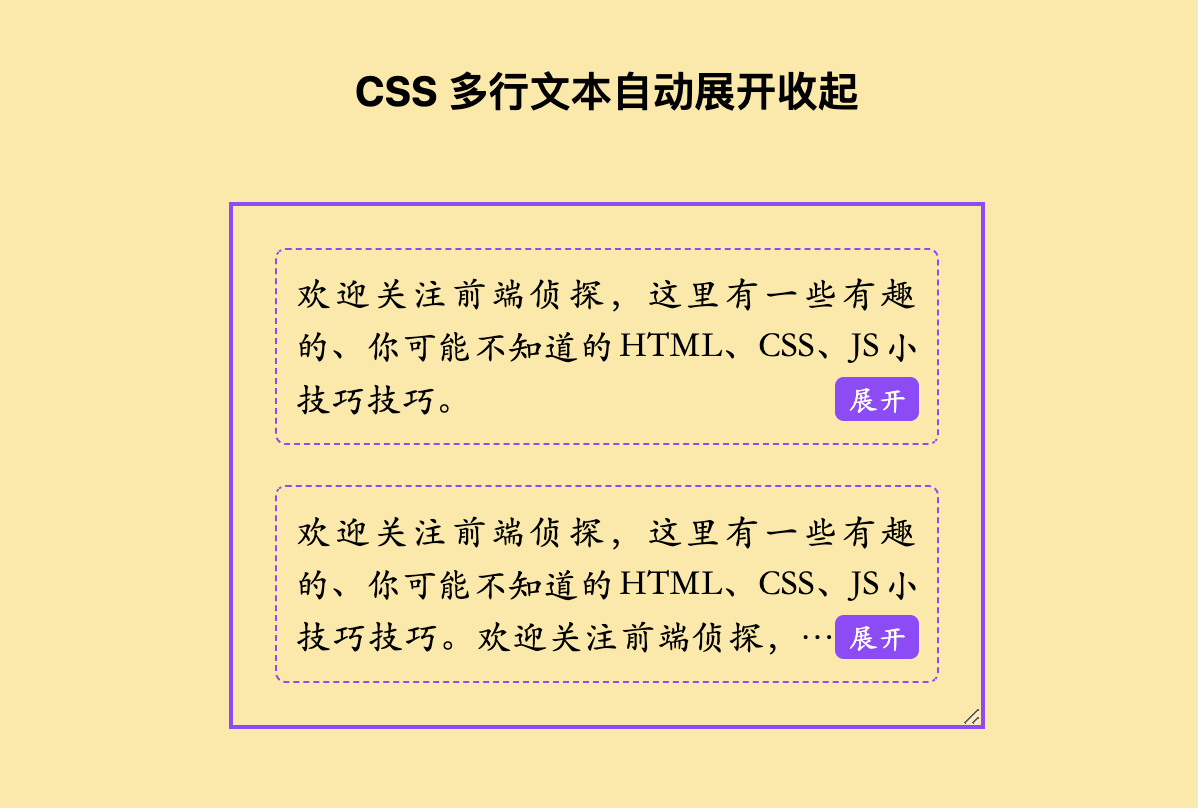 CSS 多行文本自动展开收起
欢迎关注前端侦探，这里有一些有趣
的、你可能不知道的HTML、CSS、JS小
技巧技巧。
展开
欢迎关注前端侦探，这里有一些有趣
的、你可能不知道的HTML、CSS、JS小
技巧技巧。欢迎关注前端侦探，…
展开